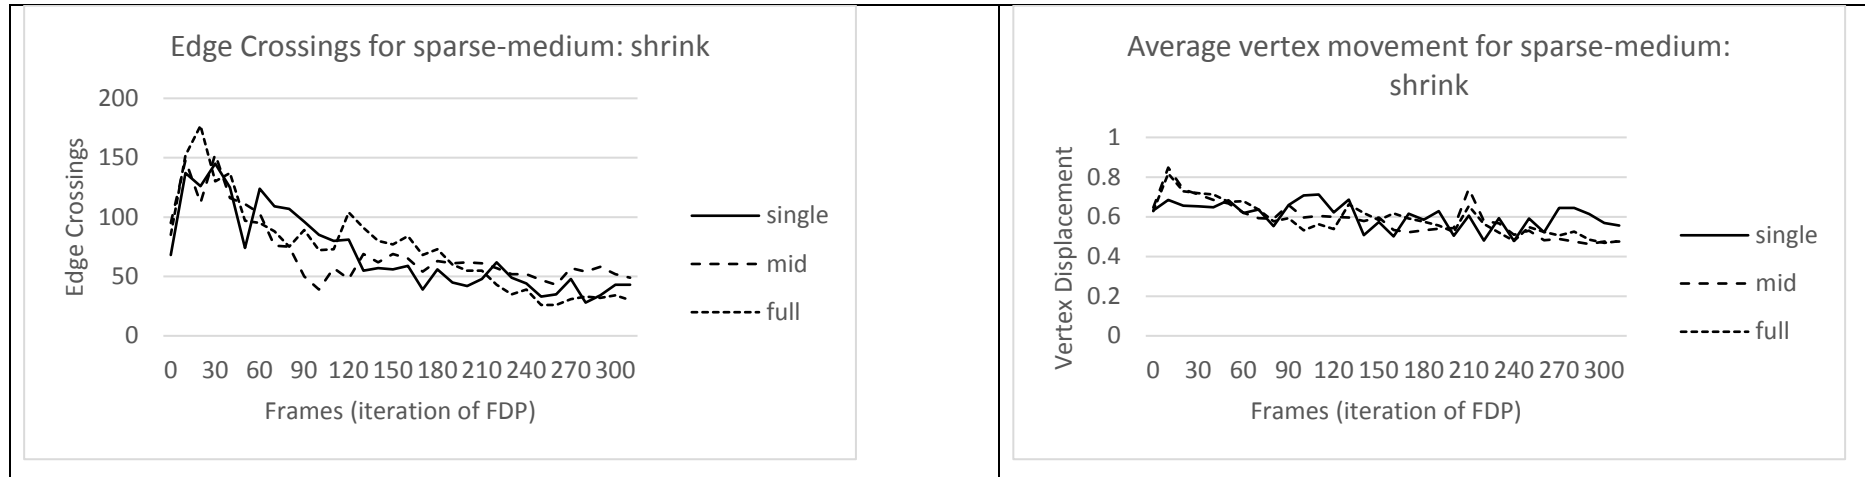 Edge Crossings for sparse-medium: shrink
200
150
100
50
0
Edge Crossings
0 30 60 90 120 150 180 210 240 270 300
Frames (iteration of FDP)
single
mid
full
Average vertex movement for sparse-medium:
shrink
1
0.8
0.6
0.4
0.2
0
Vertex Displacement
0 30 60 90 120 150 180 210 240 270 300
Frames (iteration of FDP)
single
mid
full